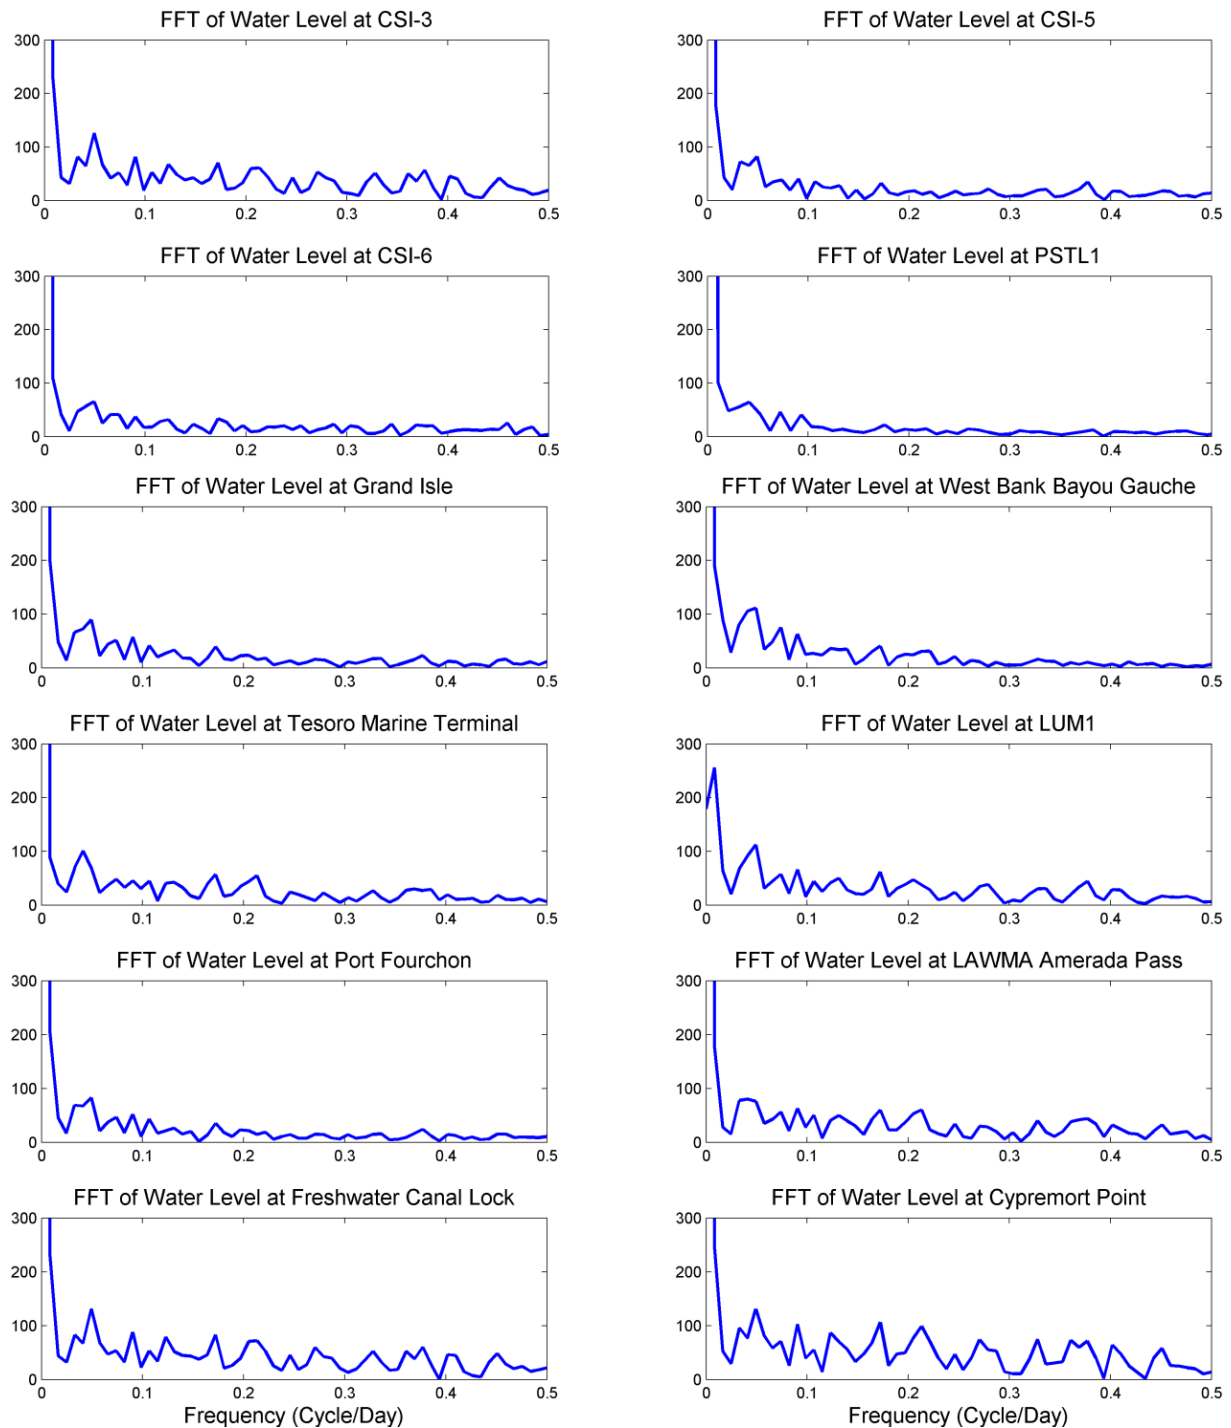 FFT of Water Level at CSI-3
300
200
100
0
0 0.1 0.2 0.3 0.4 0.5
FFT of Water Level at CSI-5
300
200
100
0
0 0.1 0.2 0.3 0.4 0.5
FFT of Water Level at CSI-6
300
200
100
0
0 0.1 0.2 0.3 0.4 0.5
FFT of Water Level at PSTL1
300
200
100
0
0 0.1 0.2 0.3 0.4 0.5
FFT of Water Level at Grand Isle
300
200
100
0
0 0.1 0.2 0.3 0.4 0.5
FFT of Water Level at West Bank Bayou Gauche
300
200
100
0
0 0.1 0.2 0.3 0.4 0.5
FFT of Water Level at Tesoro Marine Terminal
300
200
100
0
0 0.1 0.2 0.3 0.4 0.5
FFT of Water Level at LUM1
300
200
100
0
0 0.1 0.2 0.3 0.4 0.5
FFT of Water Level at Port Fourchon
300
200
100
0
0 0.1 0.2 0.3 0.4 0.5
FFT of Water Level at LAWMA Amerada Pass
300
200
100
0
0 0.1 0.2 0.3 0.4 0.5
FFT of Water Level at Freshwater Canal Lock
300
200
100
0
0 0.1 0.2 0.3 0.4 0.5
Frequency (Cycle/Day)
FFT of Water Level at Cypremort Point
300
200
100
0
0 0.1 0.2 0.3 0.4 0.5
Frequency (Cycle/Day)